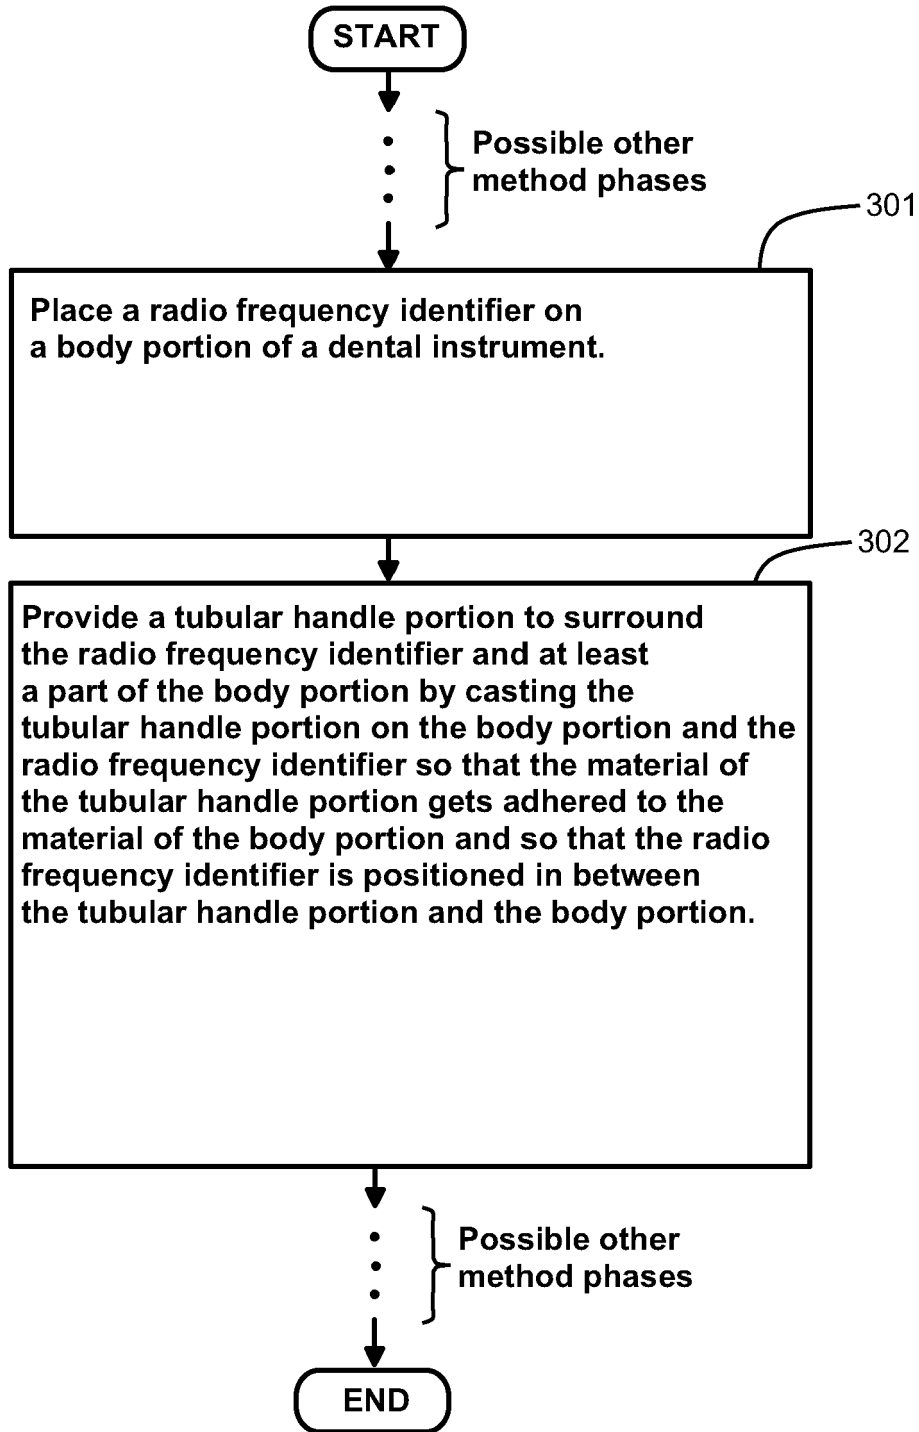 START
Possible other
method phases
301
Place a radio frequency identifier on
a body portion of a dental instrument.
302
Provide a tubular handle portion to surround
the radio frequency identifier and at least
a part of the body portion by casting the
tubular handle portion on the body portion and the
radio frequency identifier so that the material of
the tubular handle portion gets adhered to the
material of the body portion and so that the radio
frequency identifier is positioned in between
the tubular handle portion and the body portion.
Possible other
method phases
END